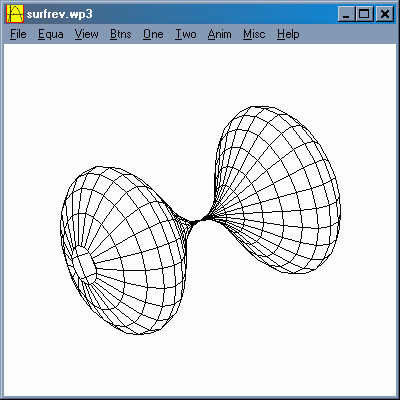 surfrev.wp3
File Equa View Btns One Two Anim Misc Help